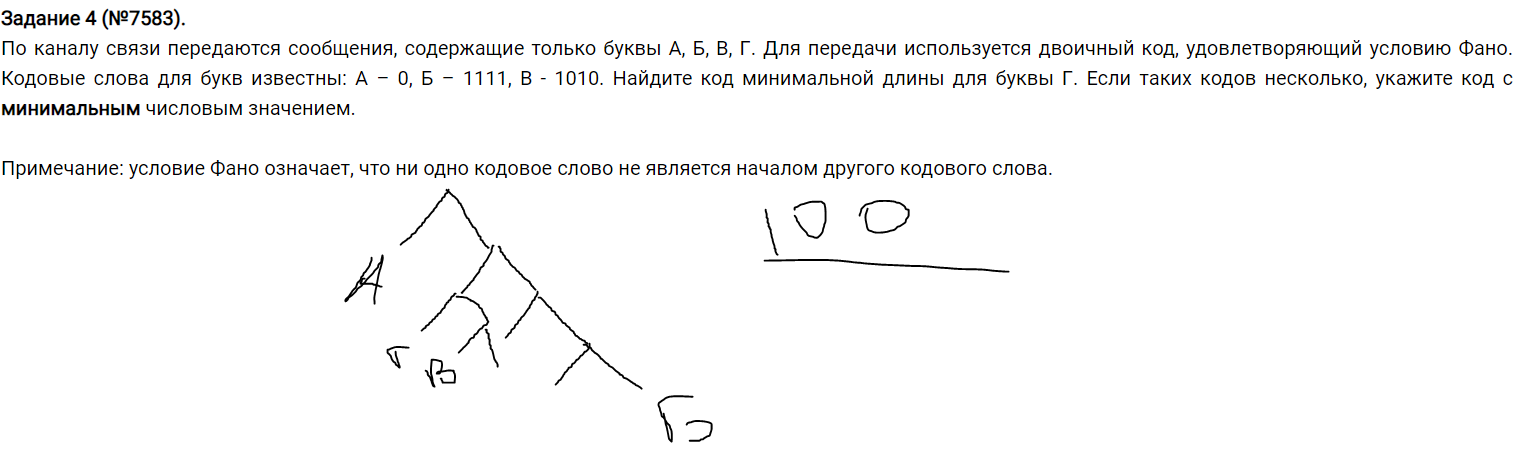 Задание 4 (№7583).
По каналу связи передаются сообщения, содержащие только буквы А, Б, В, Г. Для передачи используется двоичный код, удовлетворяющий условию Фано.
Кодовые слова для букв известны: А – 0, Б – 1111, В - 1010. Найдите код минимальной длины для буквы Г. Если таких кодов несколько, укажите код с
минимальным числовым значением.
Примечание: условие Фано означает, что ни одно кодовое слово не является началом другого кодового слова.
100
А
Г В
Б